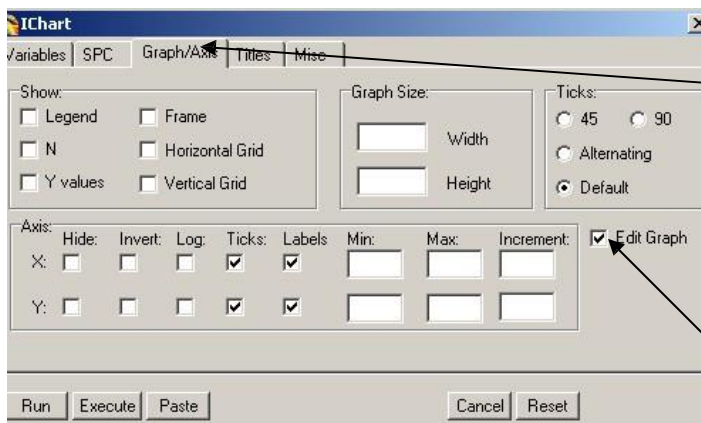 IChart
Variables SPC Graph/Axis Titles Misc
Show:
Legend Frame
N Horizontal Grid
Y values Vertical Grid
Graph Size:
Width
Height
Ticks:
45 90
Alternating
Default
Axis:
Hide: Invert: Log: Ticks: Labels Min: Max: Increment:
X:
Y:
Edit Graph
Run Execute Paste Cancel Reset